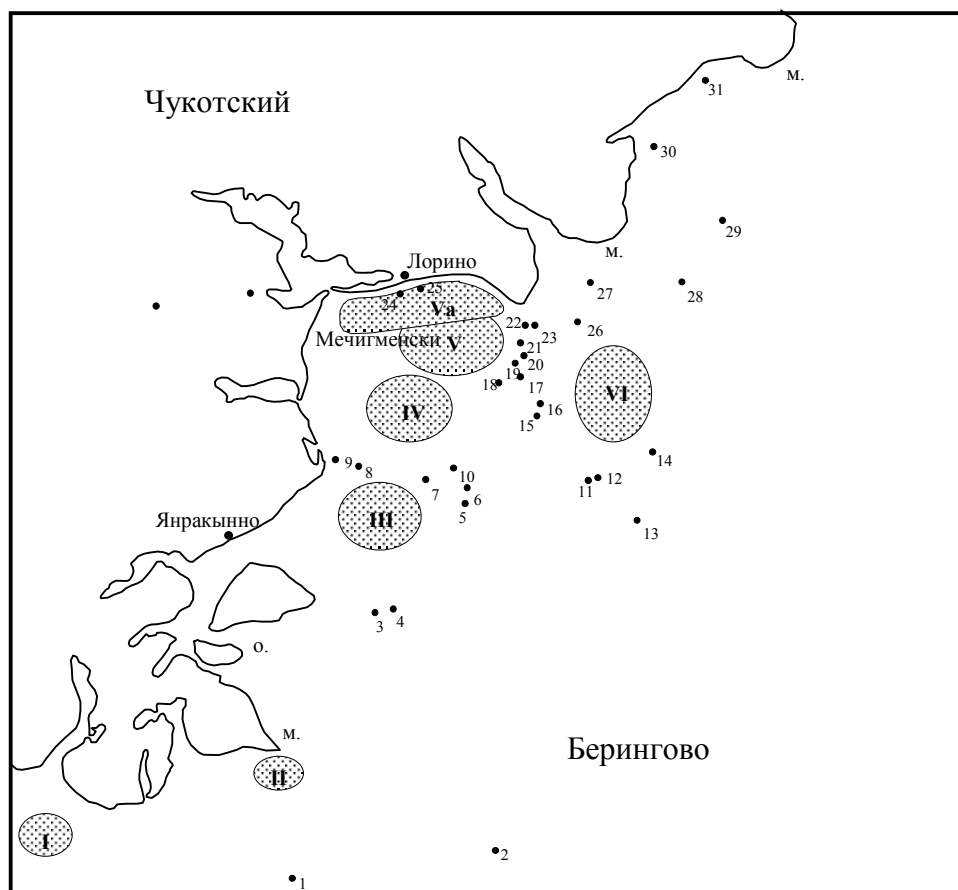 м.
31
Чукотский
30
29
м.
Лорино
25
24
27
28
Vа
26
22
23
Мечигменски
V
21
20
19
18
17
VI
16
IV
15
9
8
10
14
7
12
11
6
5
III
13
Янракынно
3
4
о.
м.
Берингово
II
I
2
1